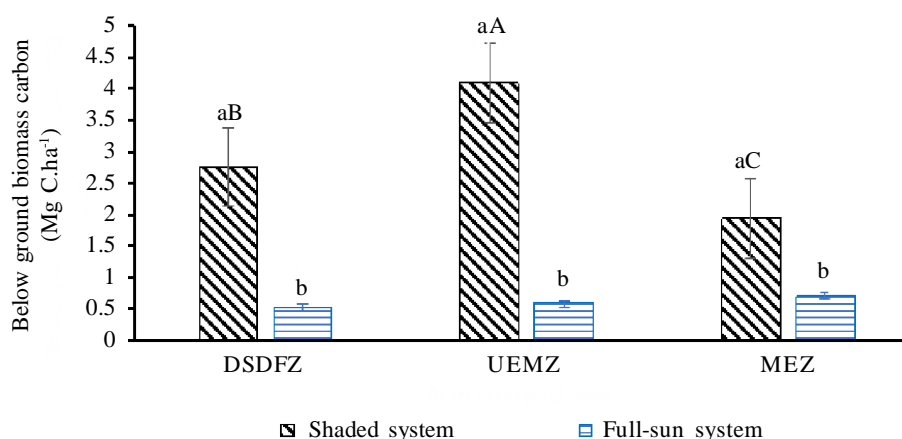 Below ground biomass carbon
(Mg C.ha⁻¹)
5
4.5
4
3.5
3
2.5
2
1.5
1
0.5
0
aB
b
aA
b
aC
b
DSDFZ UEMZ MEZ
Shaded system Full-sun system